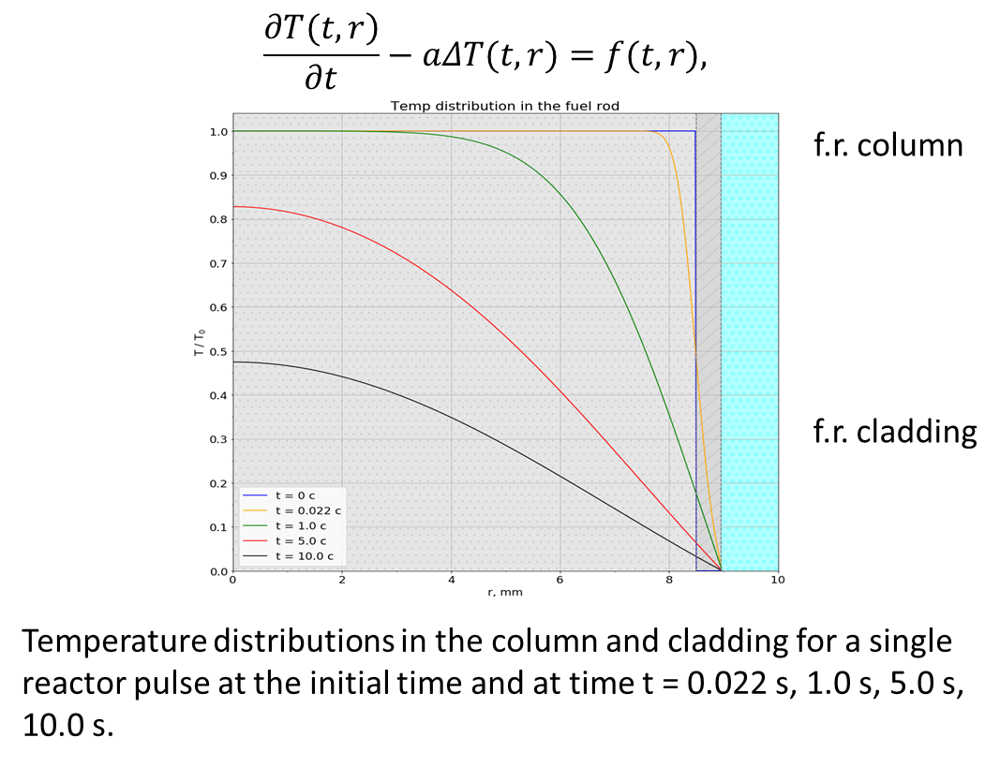 ∂T(t,r)/∂t − aΔT(t,r) = f(t,r),
Temp distribution in the fuel rod
f.r. column
f.r. cladding
1.0
0.9
0.8
0.7
0.6
0.5
0.4
0.3
0.2
0.1
0.0
T / T₀
t = 0 c
t = 0.022 c
t = 1.0 c
t = 5.0 c
t = 10.0 c
0 2 4 6 8 10
r, mm
Temperature distributions in the column and cladding for a single
reactor pulse at the initial time and at time t = 0.022 s, 1.0 s, 5.0 s,
10.0 s.